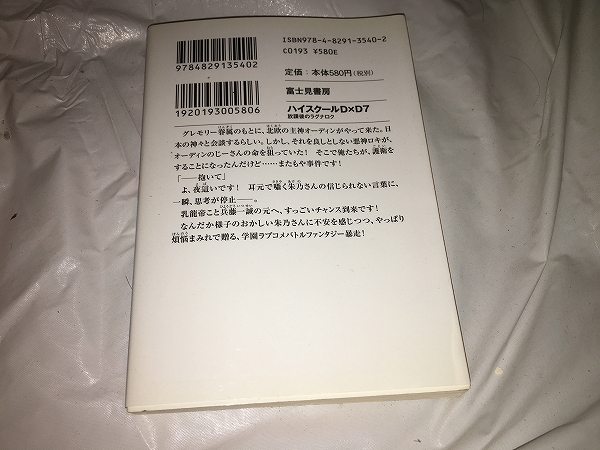 ISBN978-4-8291-3540-2
C0193 ¥580E
9784829135402
定価：本体580円(税別)
富士見書房
1920193005806
ハイスクールD×D7
放課後のラグナロク
グレモリー眷属のもとに、北欧の主神オーディンがやって来た。日
本の神々と会談するらしい。しかし、それを良しとしない悪神ロキが、
オーディンのじーさんの命を狙っていた！　そこで俺たちが、護衛を
することになったんだけど……またもや事件です！
「――抱いて」
よ、夜這いです！　耳元で囁く朱乃さんの信じられない言葉に、
一瞬、思考が停止――。
乳龍帝こと兵藤一誠の元へ、すっごいチャンス到来です！
なんだか様子のおかしい朱乃さんに不安を感じつつ、やっぱり
煩悩まみれで贈る、学園ラブコメバトルファンタジー暴走！